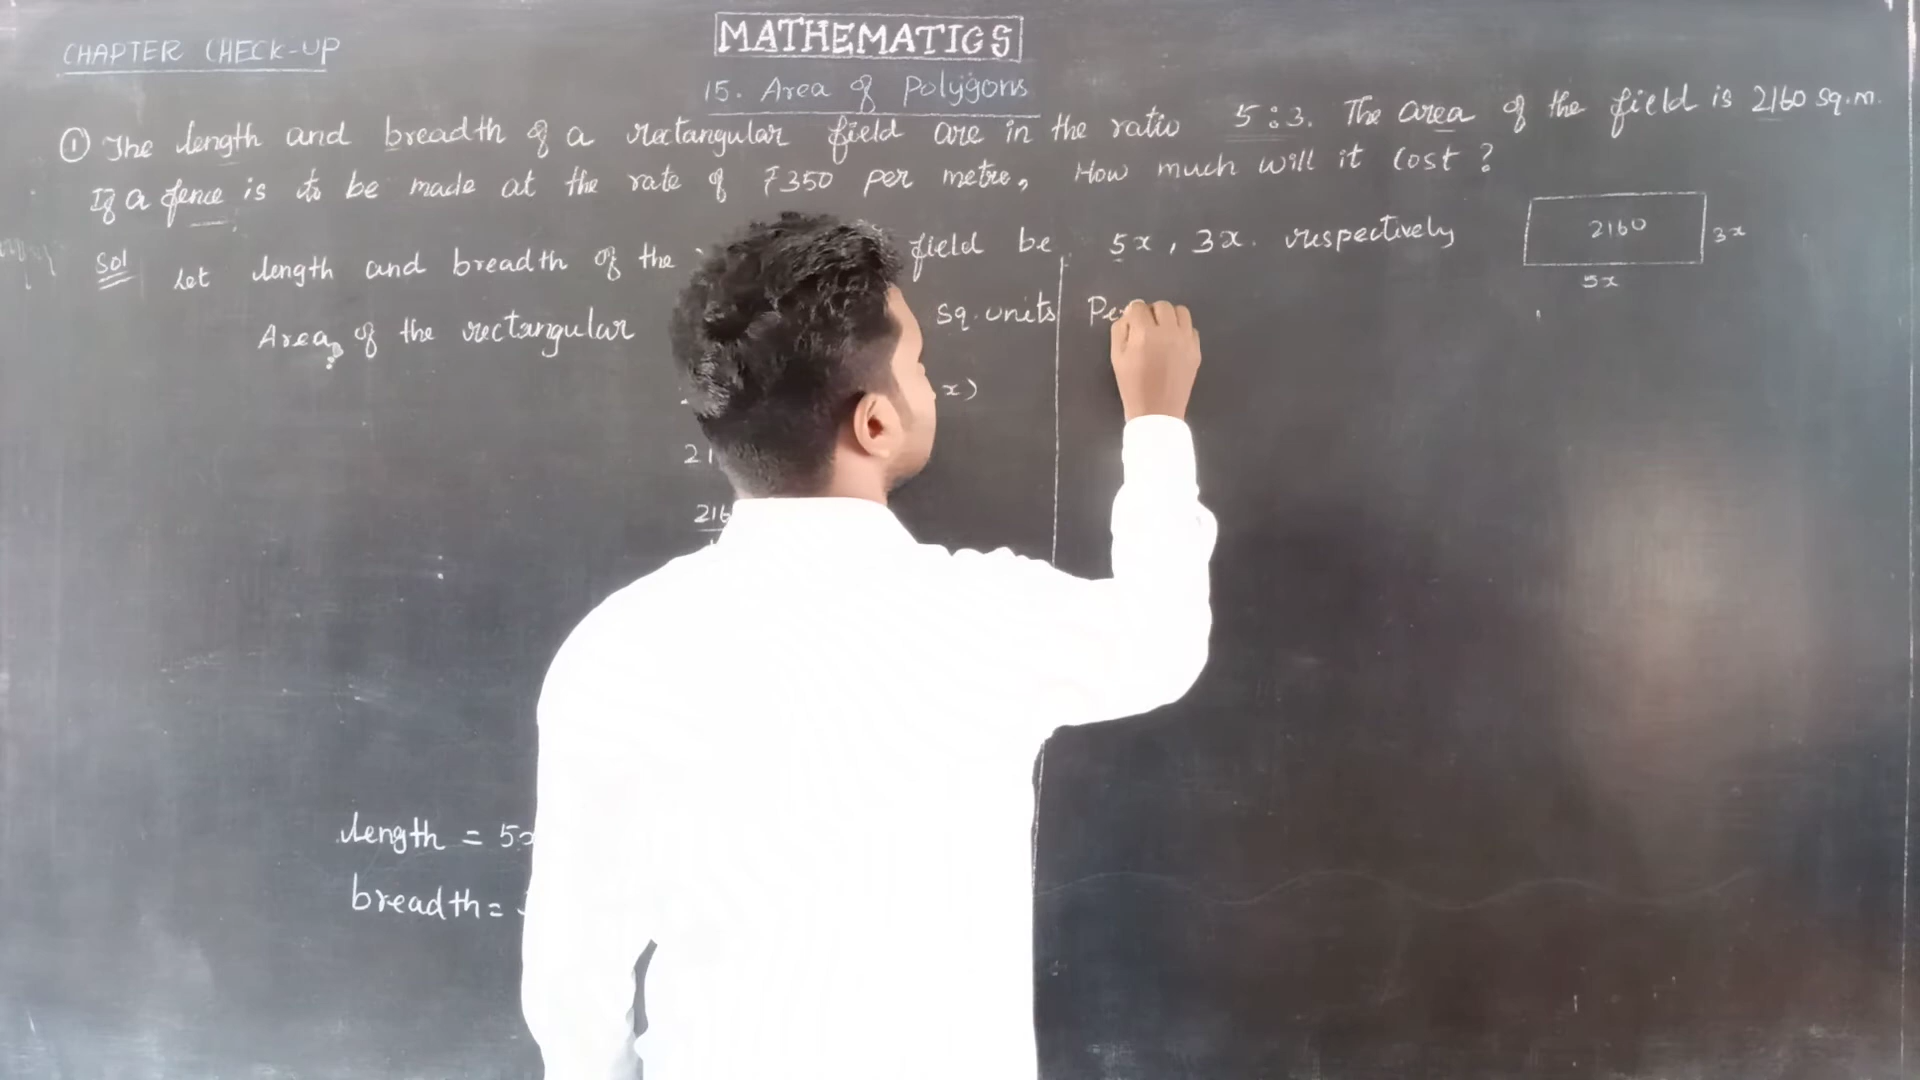 CHAPTER CHECK-UP
MATHEMATICS
15. Area of Polygons
① The length and breadth of a rectangular field are in the ratio 5:3. The area of the field is 2160 sq.m.
If a fence is to be made at the rate of ₹350 per metre, How much will it cost?
Sol Let length and breadth of the field be 5x, 3x. respectively
2160
3x
5x
Area of the rectangular sq.units
x)
length = 5x
breadth =